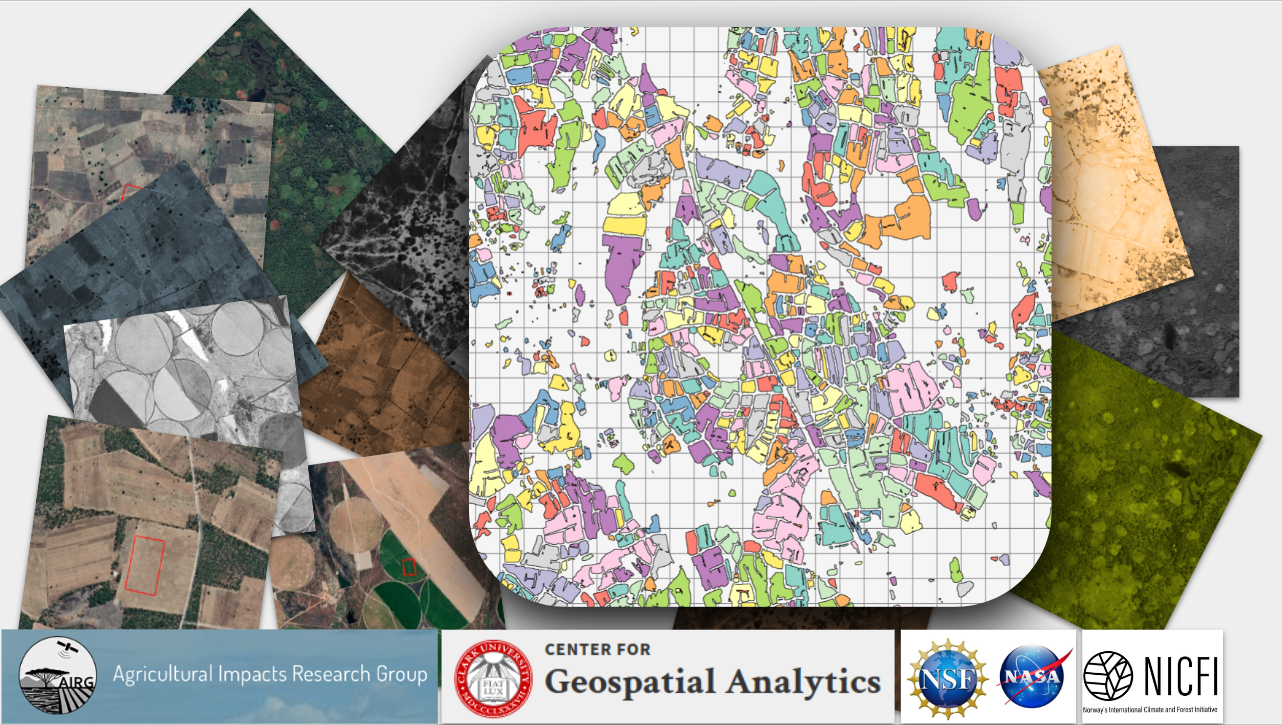 AIRG
Agricultural Impacts Research Group
CLARK UNIVERSITY
FIAT
LUX
MDCCCLXXXVII
CENTER FOR
Geospatial Analytics
NSF
NASA
NICFI
Norway's International Climate and Forest Initiative